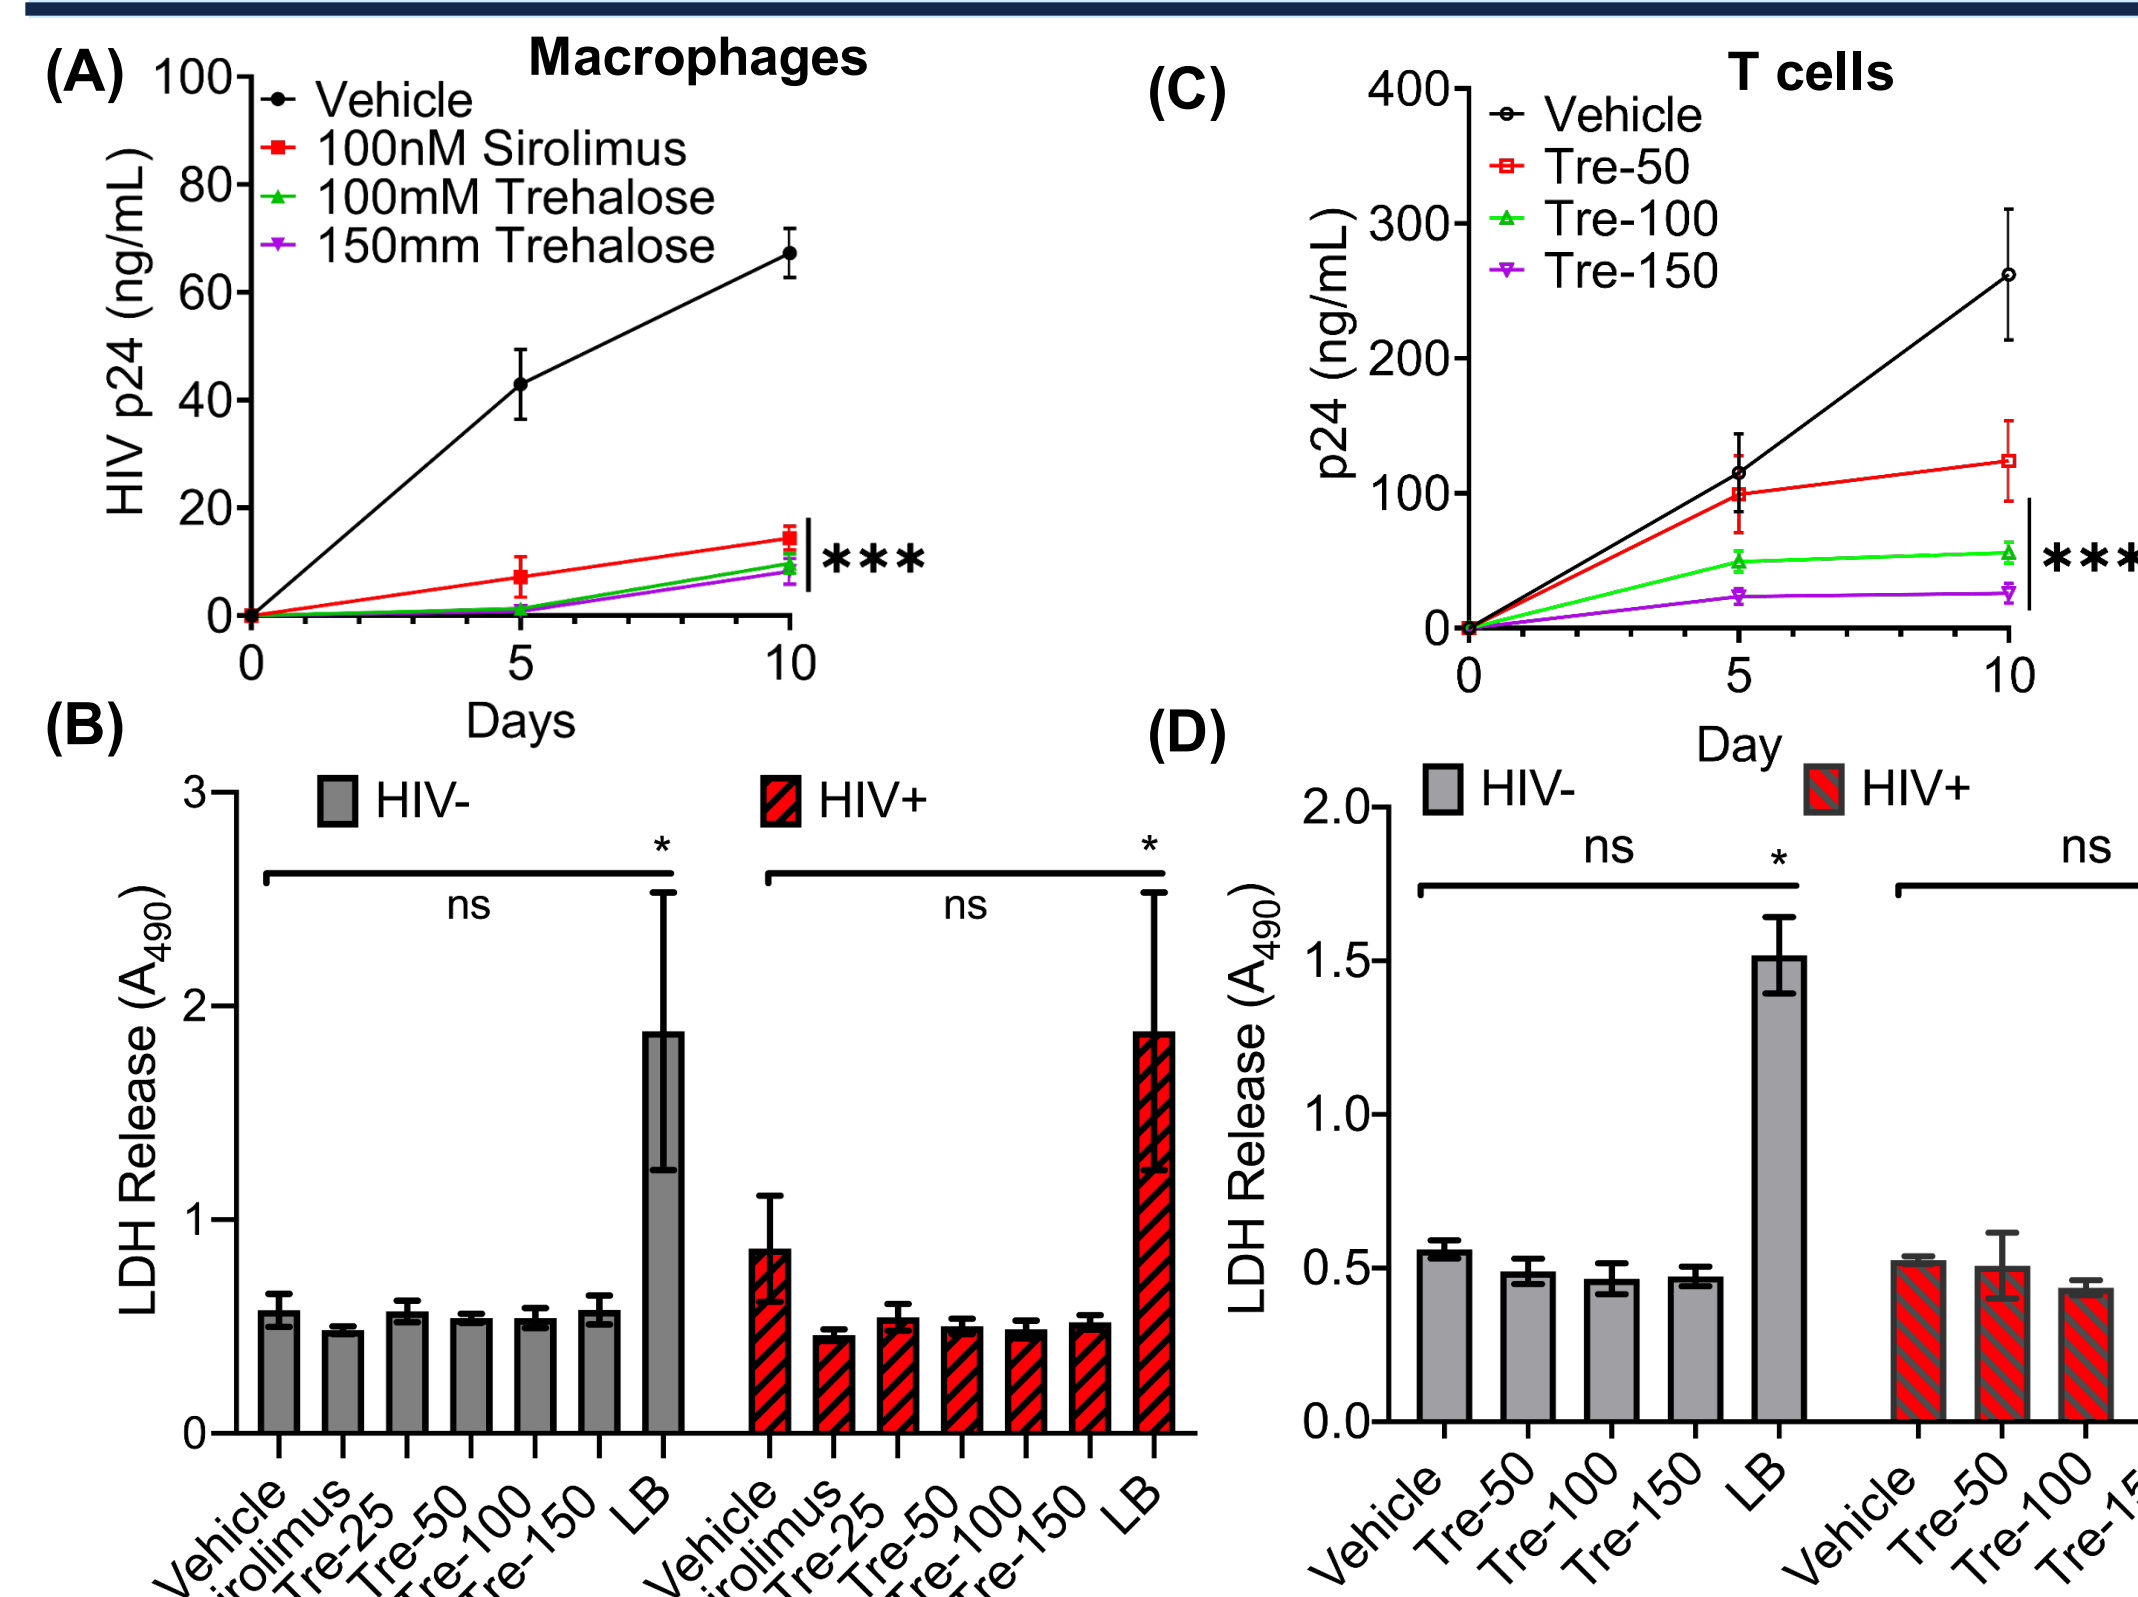 (A)
Macrophages
100
80
60
40
20
0
HIV p24 (ng/mL)
Vehicle
100nM Sirolimus
100mM Trehalose
150mm Trehalose
***
0 5 10
Days
(C)
T cells
400
300
200
100
0
p24 (ng/mL)
Vehicle
Tre-50
Tre-100
Tre-150
***
0 5 10
Day
(B)
3
2
1
0
LDH Release (A490)
HIV-
HIV+
*
ns
*
ns
Vehicle
irolimus
Tre-25
Tre-50
Tre-100
Tre-150
LB
Vehicle
irolimus
Tre-25
Tre-50
Tre-100
Tre-150
LB
(D)
2.0
1.5
1.0
0.5
0.0
LDH Release (A490)
HIV-
HIV+
ns
*
ns
Vehicle
Tre-50
Tre-100
Tre-150
LB
Vehicle
Tre-50
Tre-100
Tre-15